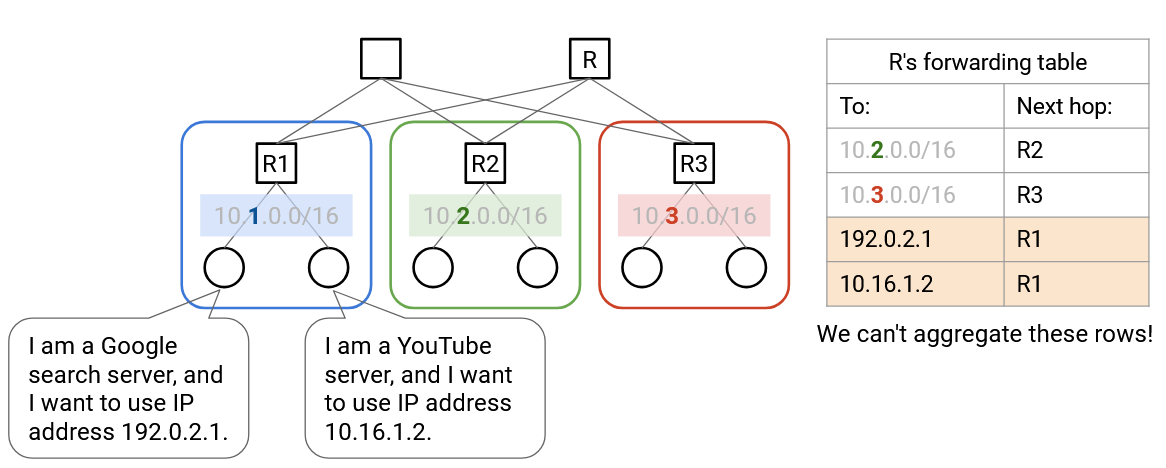 R
R1
R2
R3
10.1.0.0/16
10.2.0.0/16
10.3.0.0/16
I am a Google
search server, and
I want to use IP
address 192.0.2.1.
I am a YouTube
server, and I want
to use IP address
10.16.1.2.
R's forwarding table
To: Next hop:
10.2.0.0/16 R2
10.3.0.0/16 R3
192.0.2.1 R1
10.16.1.2 R1
We can't aggregate these rows!